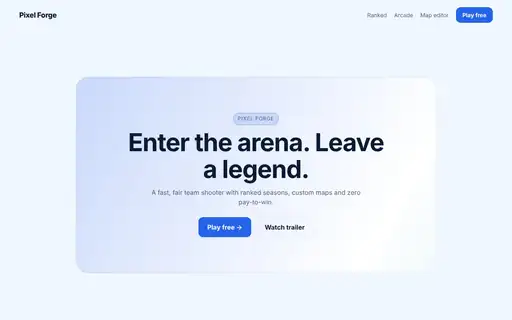 Pixel Forge
Ranked Arcade Map editor Play free
PIXEL FORGE
Enter the arena. Leave
a legend.
A fast, fair team shooter with ranked seasons, custom maps and zero
pay-to-win.
Play free → Watch trailer